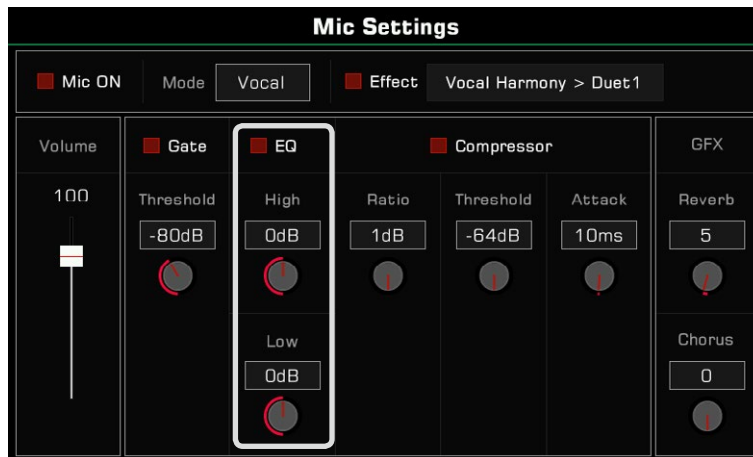 Mic Settings
Mic ON Mode Vocal Effect Vocal Harmony > Duet1
Volume Gate EQ Compressor GFX
100 Threshold High Ratio Threshold Attack Reverb
-80dB 0dB 1dB -64dB 10ms 5
Low Chorus
0dB 0